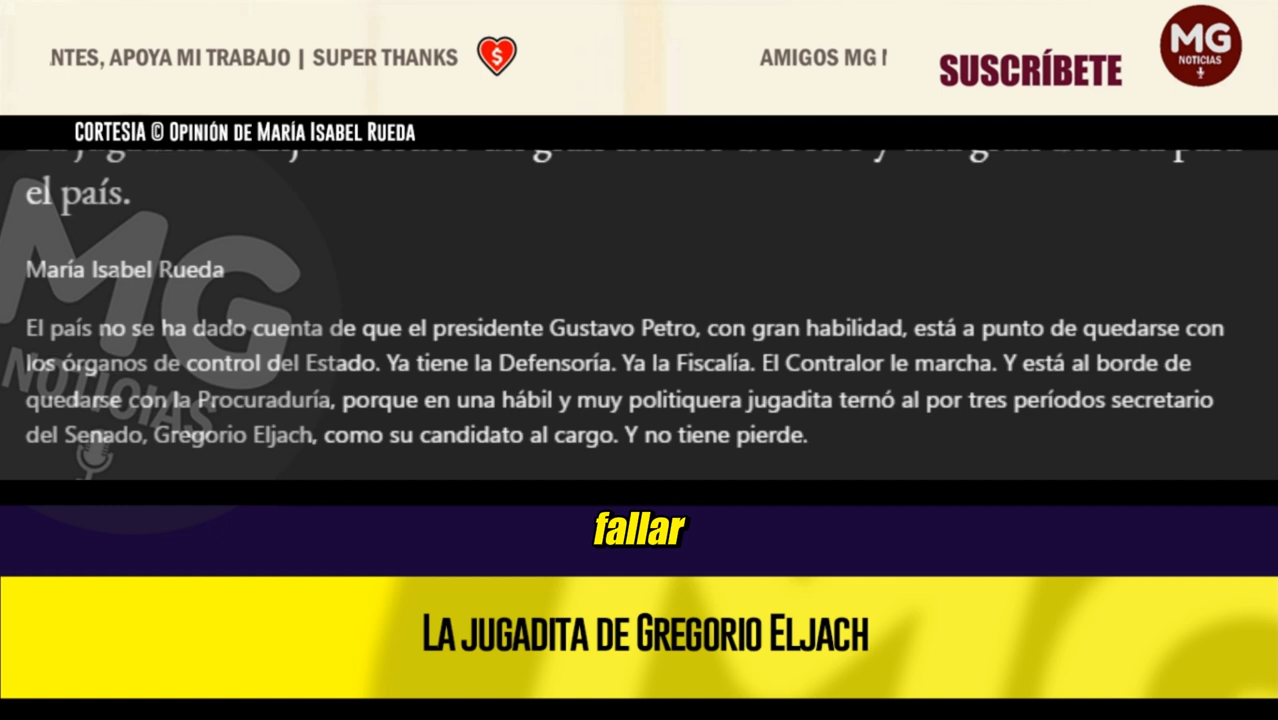 NTES, APOYA MI TRABAJO | SUPER THANKS
AMIGOS MG
SUSCRÍBETE
MG
NOTICIAS
CORTESIA © OPINIÓN DE MARÍA ISABEL RUEDA
el país.
María Isabel Rueda
El país no se ha dado cuenta de que el presidente Gustavo Petro, con gran habilidad, está a punto de quedarse con
los órganos de control del Estado. Ya tiene la Defensoría. Ya la Fiscalía. El Contralor le marcha. Y está al borde de
quedarse con la Procuraduría, porque en una hábil y muy politiquera jugadita ternó al por tres períodos secretario
del Senado, Gregorio Eljach, como su candidato al cargo. Y no tiene pierde.
MG
NOTICIAS
fallar
LA JUGADITA DE GREGORIO ELJACH